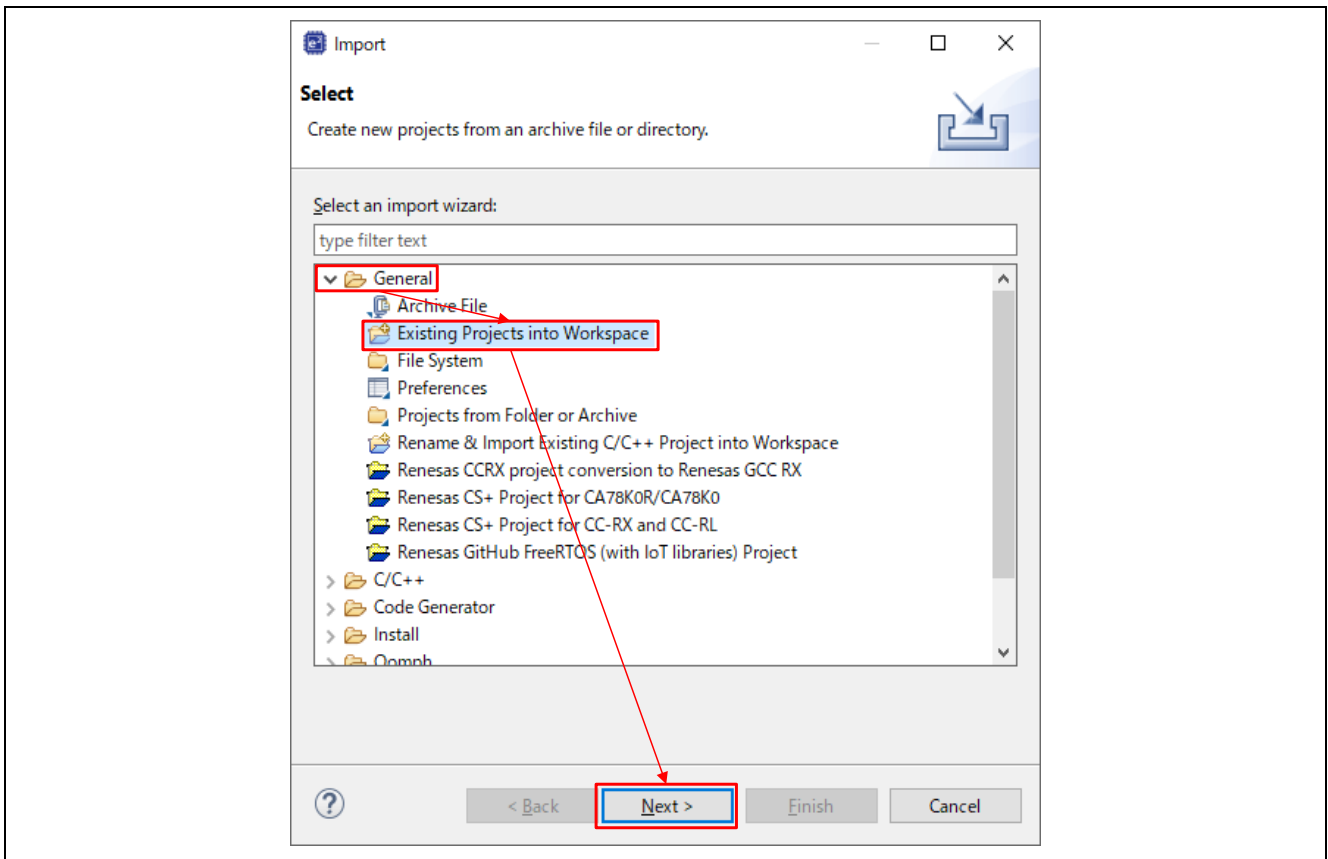 Import
Select
Create new projects from an archive file or directory.
Select an import wizard:
type filter text
General
Archive File
Existing Projects into Workspace
File System
Preferences
Projects from Folder or Archive
Rename & Import Existing C/C++ Project into Workspace
Renesas CCRX project conversion to Renesas GCC RX
Renesas CS+ Project for CA78K0R/CA78K0
Renesas CS+ Project for CC-RX and CC-RL
Renesas GitHub FreeRTOS (with IoT libraries) Project
C/C++
Code Generator
Install
Oomph
< Back Next > Finish Cancel